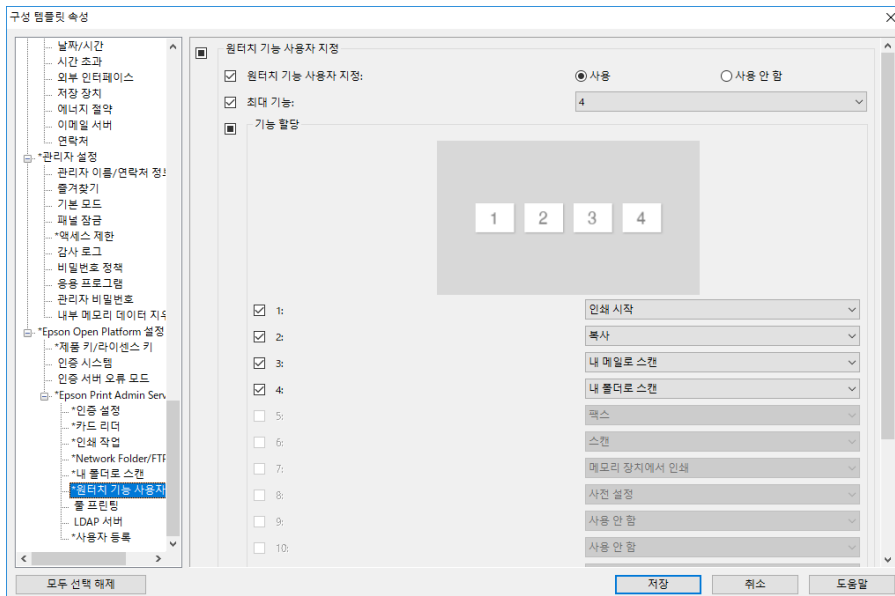 구성 템플릿 속성
날짜/시간
시간 초과
외부 인터페이스
저장 장치
에너지 절약
이메일 서버
연락처
*관리자 설정
관리자 이름/연락처 정보
즐겨찾기
기본 모드
패널 잠금
*액세스 제한
감사 로그
비밀번호 정책
응용 프로그램
관리자 비밀번호
내부 메모리 데이터 지우
*Epson Open Platform 설정
*제품 키/라이센스 키
인증 시스템
인증 서버 오류 모드
*Epson Print Admin Serv
*인증 설정
*카드 리더
*인쇄 작업
*Network Folder/FTP
*내 폴더로 스캔
*원터치 기능 사용자
풀 프린팅
LDAP 서버
*사용자 등록
원터치 기능 사용자 지정
원터치 기능 사용자 지정: 사용 사용 안 함
최대 기능: 4
기능 할당
1 2 3 4
1: 인쇄 시작
2: 복사
3: 내 메일로 스캔
4: 내 폴더로 스캔
5: 팩스
6: 스캔
7: 메모리 장치에서 인쇄
8: 사전 설정
9: 사용 안 함
10: 사용 안 함
모두 선택 해제 저장 취소 도움말